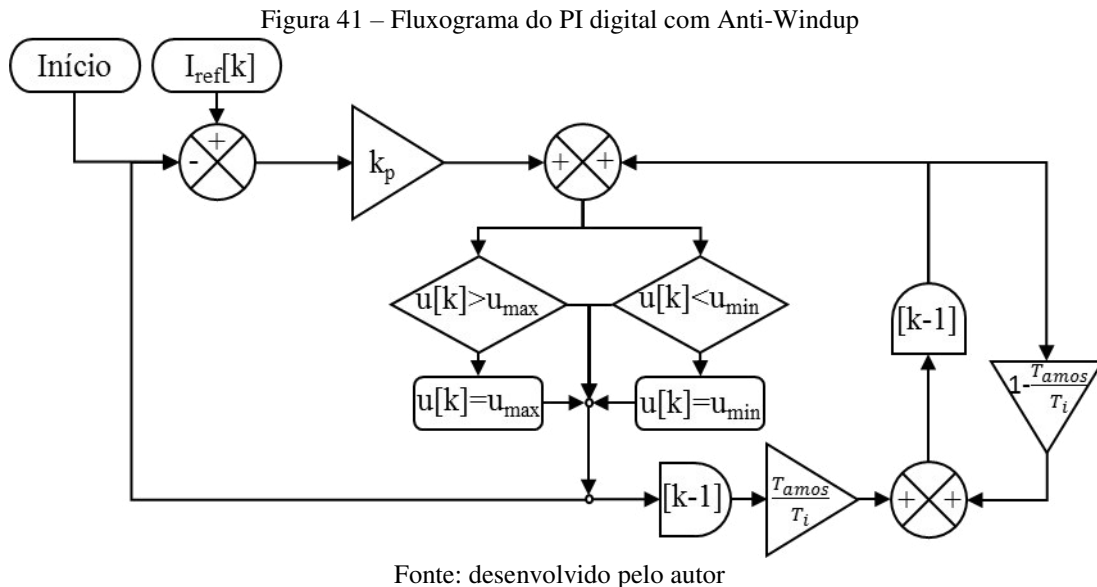 Figura 41 – Fluxograma do PI digital com Anti-Windup
Início
I_ref[k]
+
-
k_p
+ +
u[k]>u_max
u[k]<u_min
u[k]=u_max
u[k]=u_min
[k-1]
1-T_amos/T_i
[k-1]
T_amos/T_i
+ +
Fonte: desenvolvido pelo autor